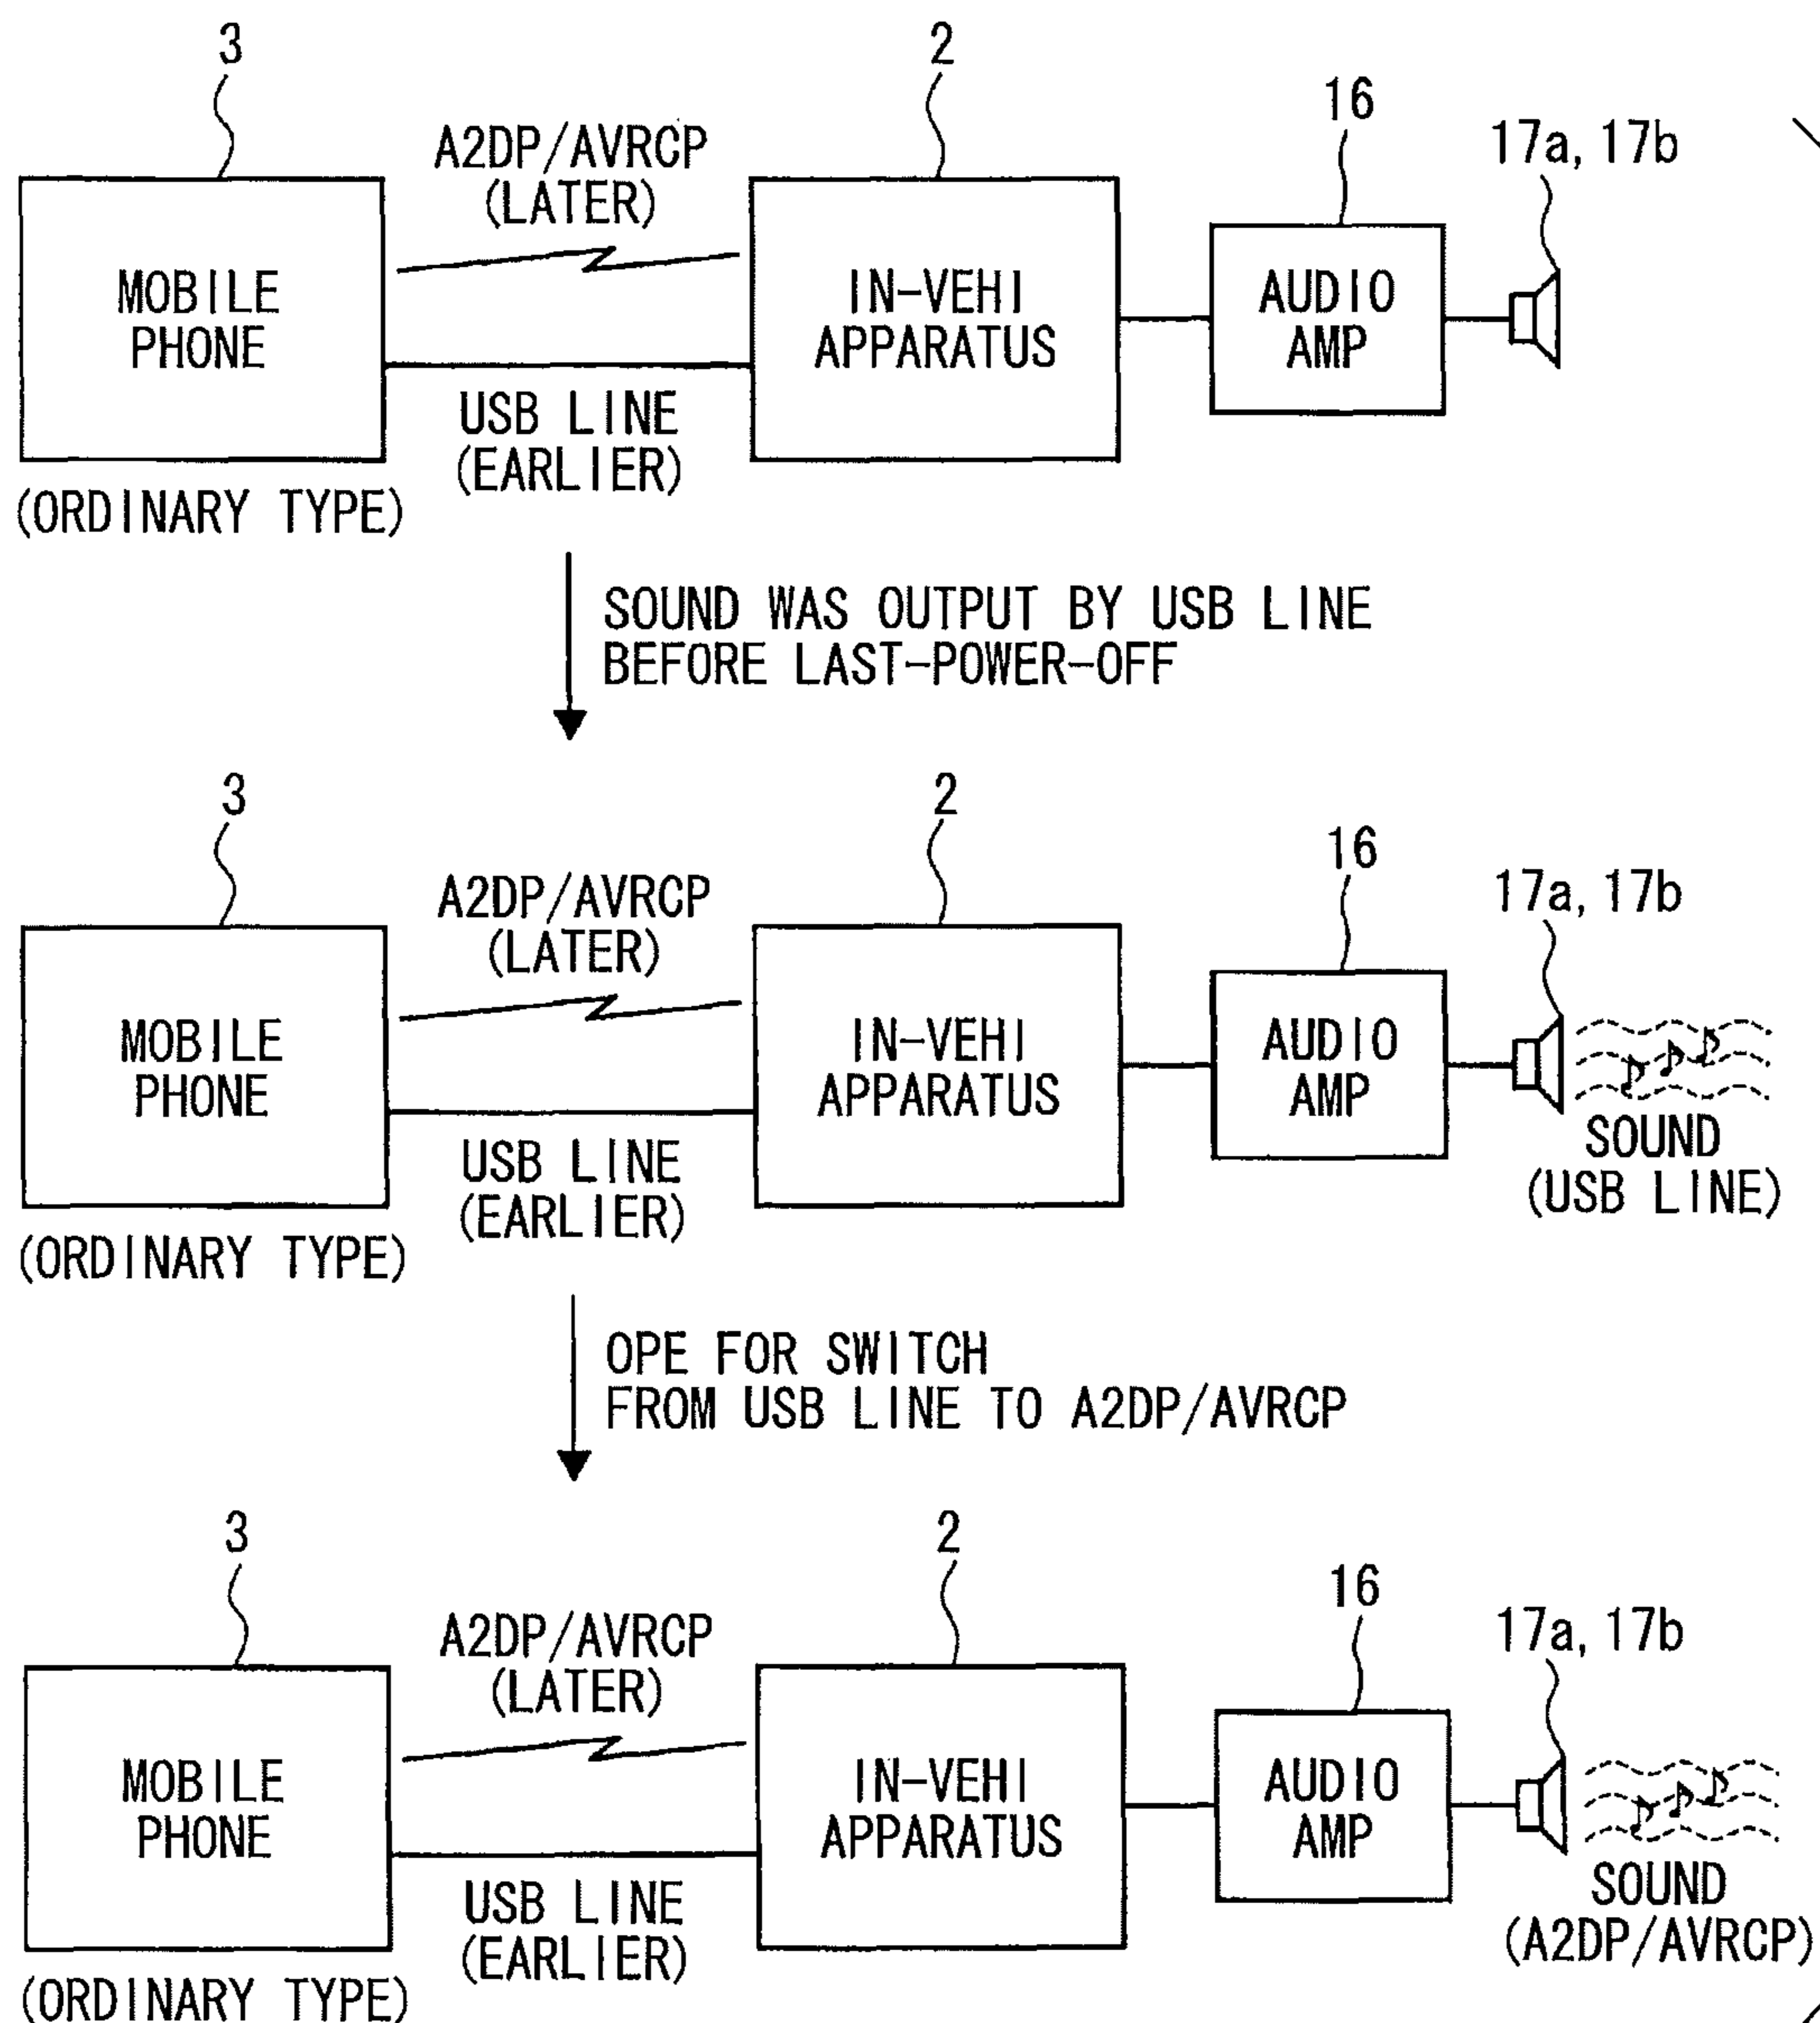 3
2
16
17a, 17b
A2DP/AVRCP
(LATER)
MOBILE
PHONE
IN-VEHI
APPARATUS
AUDIO
AMP
USB LINE
(EARLIER)
(ORDINARY TYPE)
SOUND WAS OUTPUT BY USB LINE
BEFORE LAST-POWER-OFF
3
2
16
17a, 17b
A2DP/AVRCP
(LATER)
MOBILE
PHONE
IN-VEHI
APPARATUS
AUDIO
AMP
SOUND
(USB LINE)
USB LINE
(EARLIER)
(ORDINARY TYPE)
OPE FOR SWITCH
FROM USB LINE TO A2DP/AVRCP
3
2
16
17a, 17b
A2DP/AVRCP
(LATER)
MOBILE
PHONE
IN-VEHI
APPARATUS
AUDIO
AMP
SOUND
(A2DP/AVRCP)
USB LINE
(EARLIER)
(ORDINARY TYPE)